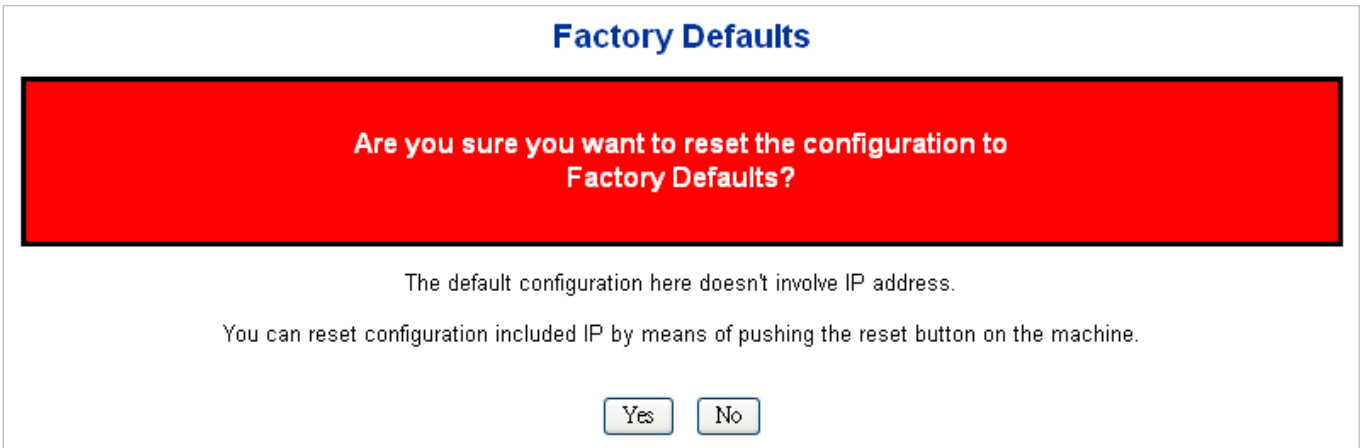 Factory Defaults
Are you sure you want to reset the configuration to
Factory Defaults?
The default configuration here doesn't involve IP address.
You can reset configuration included IP by means of pushing the reset button on the machine.
Yes No